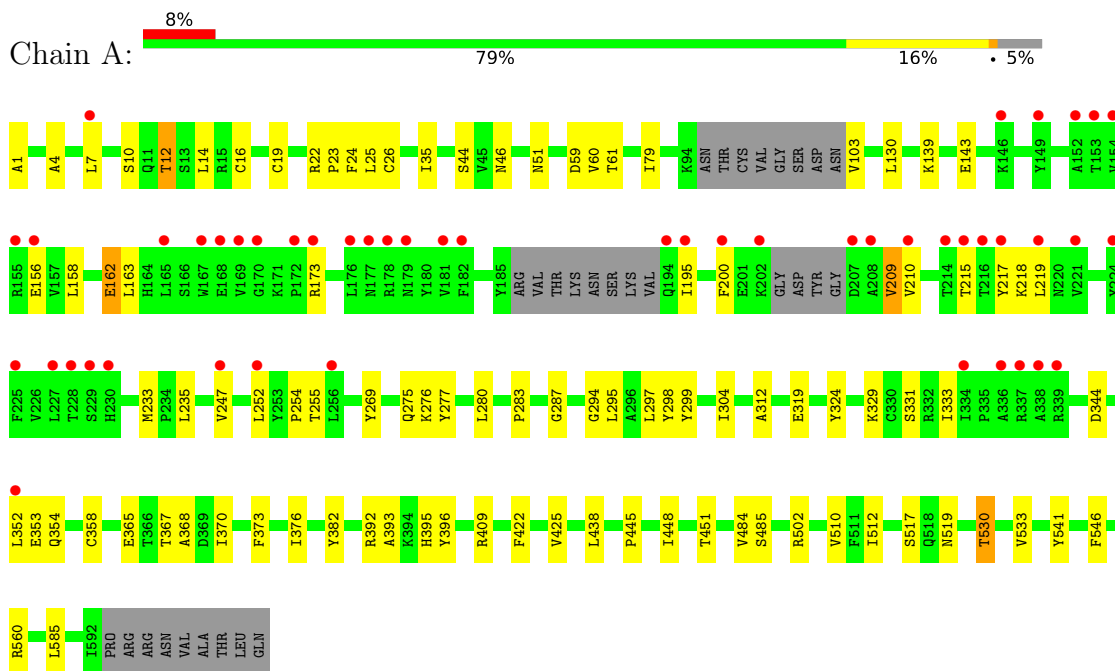 8%
Chain A:
79% 16% • 5%
A1 A4 L7 S10 Q11 T12 S13 L14 R15 C16 C19 R22 P23 F24 L25 C26 I35 S44 V45 N46 N51 D59 V60 T61 I79 K94 ASN THR CYS VAL GLY SER ASP ASN V103 L130 K139 E143 K146 Y149 A152 T153 V154
R155 E156 V157 L158 E162 L163 H164 L165 S166 W167 E168 V169 G170 K171 P172 R173 L176 N177 R178 N179 Y180 V181 F182 Y185 ARG VAL THR LYS ASN SER LYS VAL Q194 I195 F200 E201 K202 GLY ASP TYR GLY D207 A208 V209 V210 T214 T215 T216 Y217 K218 L219 N220 V221 Y224
F225 V226 L227 T228 S229 H230 M233 P234 L235 V247 L252 Y253 P254 T255 L256 Y269 Q275 K276 Y277 L280 P283 G287 G294 L295 A296 L297 Y298 Y299 I304 A312 E319 Y324 K329 C330 S331 R332 I333 T334 P335 A336 R337 A338 R339 D344
L352 E353 Q354 C358 E365 T366 T367 A368 D369 I370 F373 I376 Y382 R392 A393 K394 H395 Y396 R409 F422 V425 L438 P445 I448 T451 V484 S485 R502 V510 F511 I512 S517 Q518 N519 T530 V533 Y541 F546
R560 L585 I592 PRO ARG ARG ASN VAL ALA THR LEU GLN